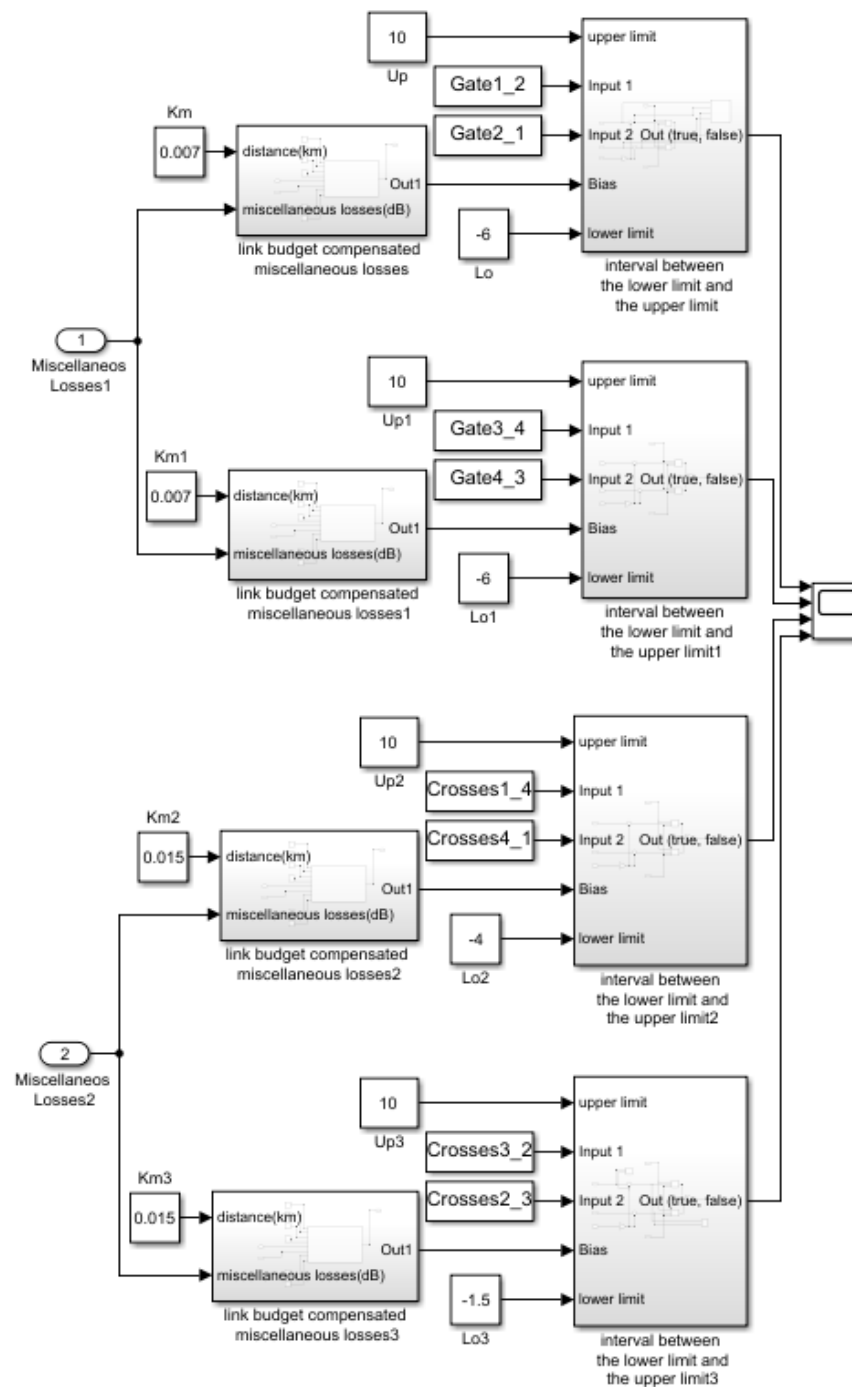 10
Up
upper limit
Gate1_2
Input 1
Km
0.007
distance(km)
Gate2_1
Input 2 Out (true, false)
Out1
Bias
miscellaneous losses(dB)
-6
lower limit
link budget compensated
miscellaneous losses
Lo
interval between
the lower limit and
the upper limit
1
Miscellaneos
Losses1
10
Up1
upper limit
Gate3_4
Input 1
Km1
0.007
distance(km)
Gate4_3
Input 2 Out (true, false)
Out1
Bias
miscellaneous losses(dB)
-6
lower limit
link budget compensated
miscellaneous losses1
Lo1
interval between
the lower limit and
the upper limit1
10
Up2
upper limit
Crosses1_4
Input 1
Km2
0.015
distance(km)
Crosses4_1
Input 2 Out (true, false)
Out1
Bias
miscellaneous losses(dB)
-4
lower limit
link budget compensated
miscellaneous losses2
Lo2
interval between
the lower limit and
the upper limit2
2
Miscellaneos
Losses2
10
Up3
upper limit
Crosses3_2
Input 1
Km3
0.015
distance(km)
Crosses2_3
Input 2 Out (true, false)
Out1
Bias
miscellaneous losses(dB)
-1.5
lower limit
link budget compensated
miscellaneous losses3
Lo3
interval between
the lower limit and
the upper limit3